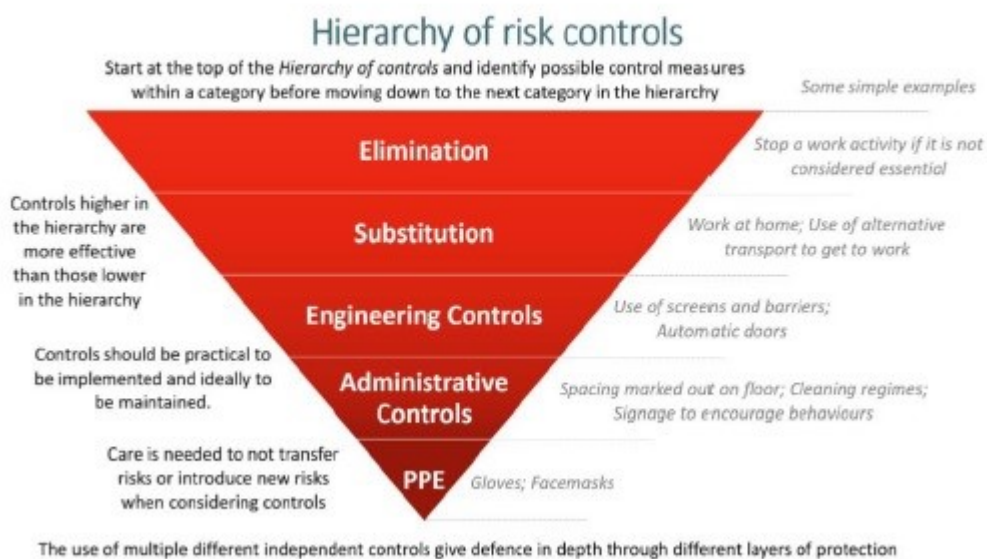 Hierarchy of risk controls
Start at the top of the Hierarchy of controls and identify possible control measures
within a category before moving down to the next category in the hierarchy
Some simple examples
Elimination
Stop a work activity if it is not
considered essential
Controls higher in
the hierarchy are
more effective
than those lower
in the hierarchy
Substitution
Work at home; Use of alternative
transport to get to work
Engineering Controls
Use of screens and barriers;
Automatic doors
Controls should be practical to
be implemented and ideally to
be maintained.
Administrative
Controls
Spacing marked out on floor; Cleaning regimes;
Signage to encourage behaviours
Care is needed to not transfer
risks or introduce new risks
when considering controls
PPE
Gloves; Facemasks
The use of multiple different independent controls give defence in depth through different layers of protection